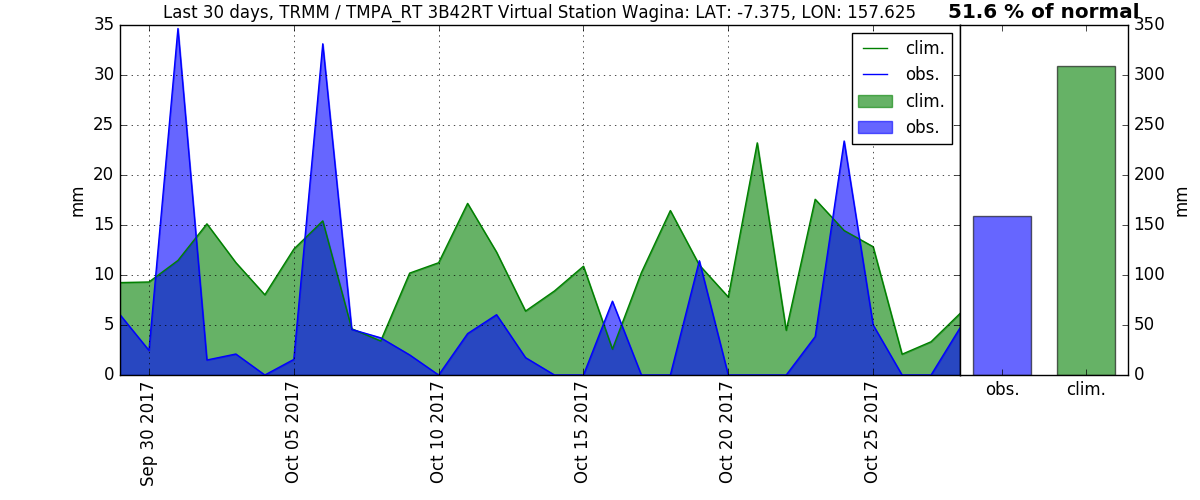 Last 30 days, TRMM / TMPA_RT 3B42RT Virtual Station Wagina: LAT: -7.375, LON: 157.625
51.6 % of normal
35
30
25
20
15
10
5
0
mm
clim.
obs.
clim.
obs.
350
300
250
200
150
100
50
0
mm
obs.
clim.
Sep 30 2017
Oct 05 2017
Oct 10 2017
Oct 15 2017
Oct 20 2017
Oct 25 2017